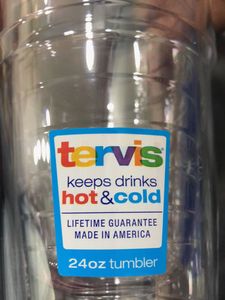 tervis®
keeps drinks
hot & cold
LIFETIME GUARANTEE
MADE IN AMERICA
24oz tumbler